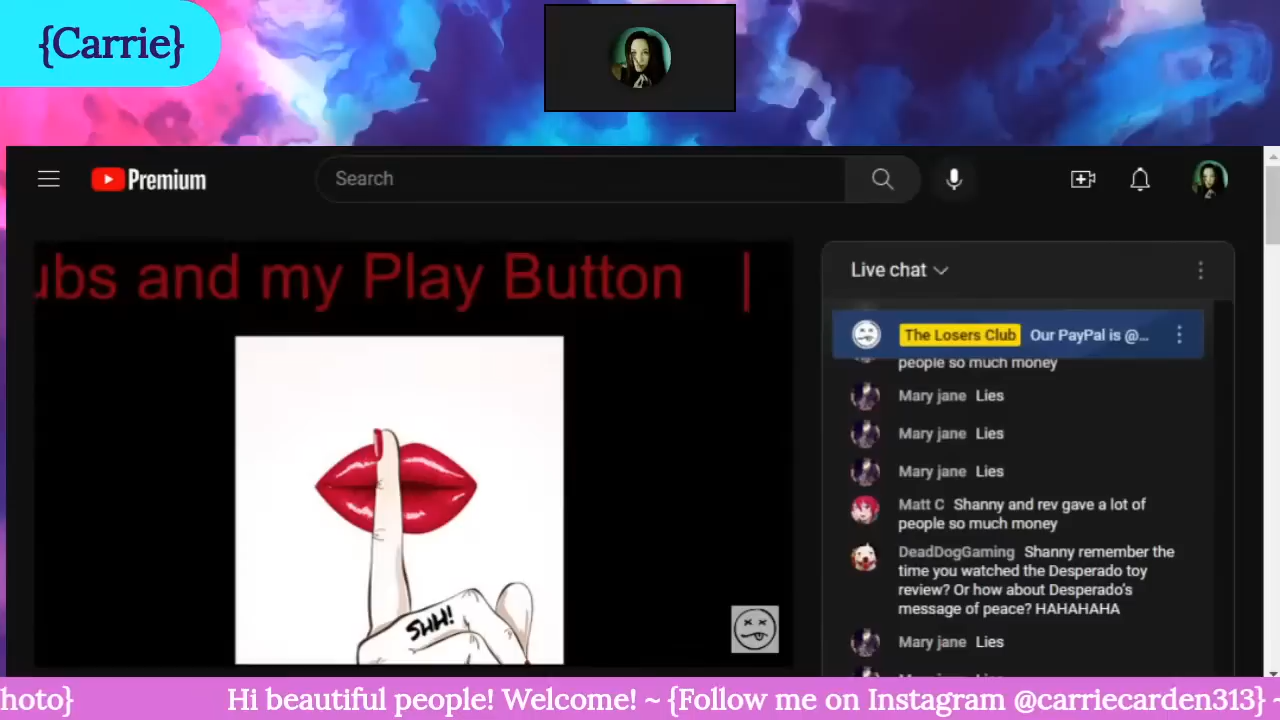 {Carrie}
Premium
Search
ubs and my Play Button |
Live chat
The Losers Club Our PayPal is @...
people so much money
Mary jane Lies
Mary jane Lies
Mary jane Lies
Matt C Shanny and rev gave a lot of
people so much money
DeadDogGaming Shanny remember the
time you watched the Desperado toy
review? Or how about Desperado's
message of peace? HAHAHAHA
Mary jane Lies
SHH!
hoto} Hi beautiful people! Welcome! ~ {Follow me on Instagram @carriecarden313} ~